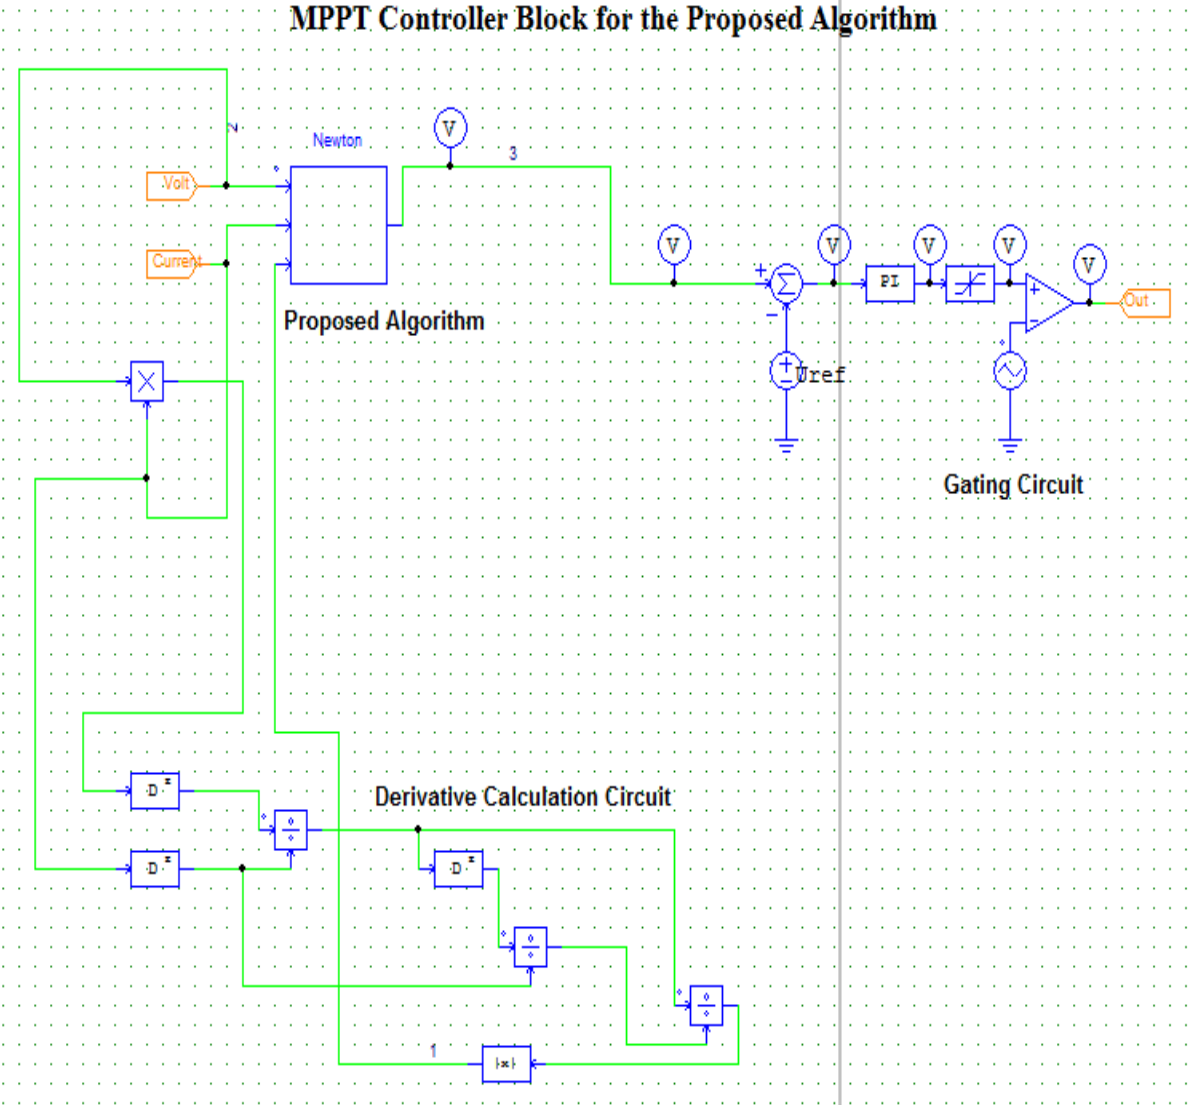 MPPT Controller Block for the Proposed Algorithm
2
Newton
V
3
Volt
Current
V
V
V
V
V
+
Σ
PI
+
Out
Proposed Algorithm
−
−
+
−
Uref
X
Gating Circuit
D
Derivative Calculation Circuit
÷
D
D
÷
÷
1
|x|